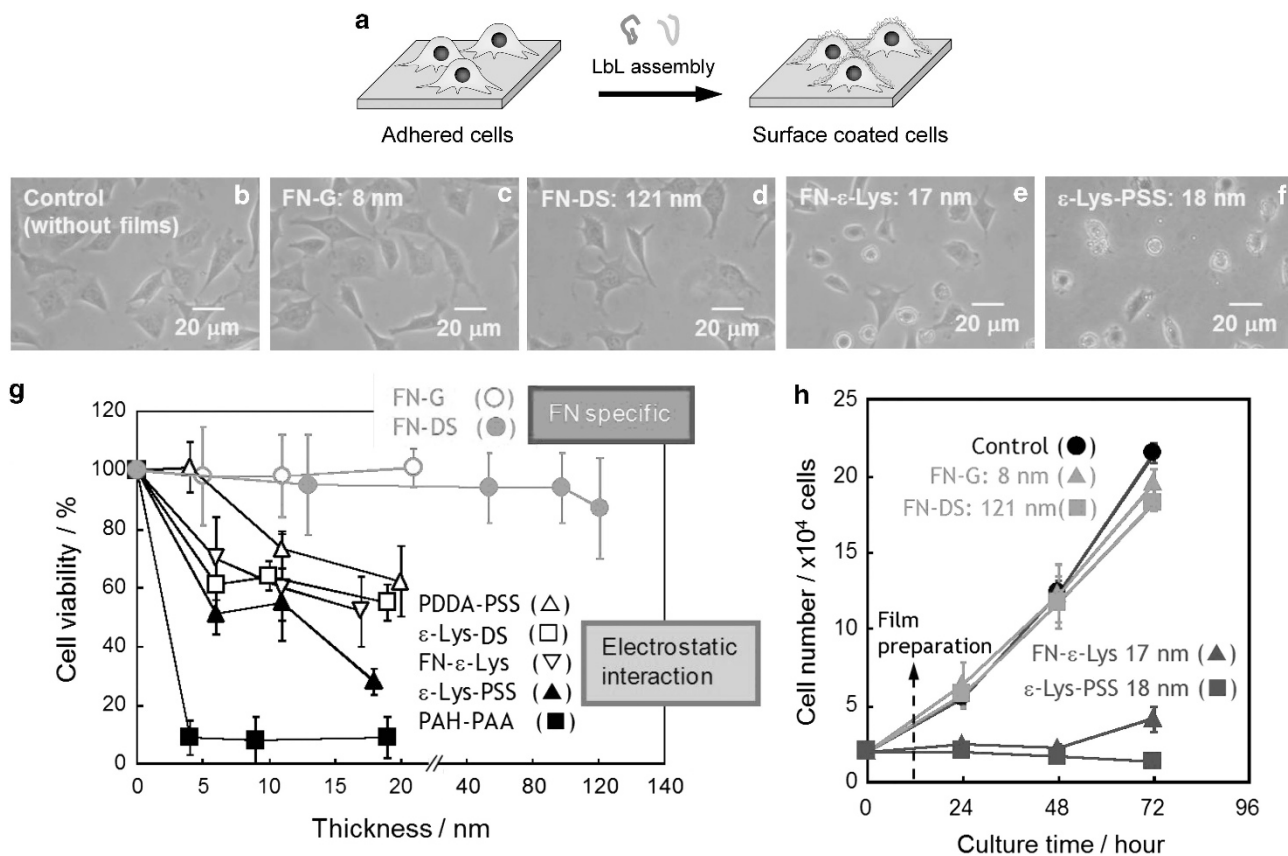 a
LbL assembly
Adhered cells
Surface coated cells
Control
(without films)
b
20 μm
FN-G: 8 nm
c
20 μm
FN-DS: 121 nm
d
20 μm
FN-ε-Lys: 17 nm
e
20 μm
ε-Lys-PSS: 18 nm
f
20 μm
g
FN-G (○)
FN-DS (●)
FN specific
120
100
80
60
40
20
0
Cell viability / %
PDDA-PSS (△)
ε-Lys-DS (□)
FN-ε-Lys (▽)
ε-Lys-PSS (▲)
PAH-PAA (■)
Electrostatic
interaction
0 5 10 15 20 40 60 80 100 120 140
Thickness / nm
h
25
20
15
10
5
0
Cell number / x10⁴ cells
Control (●)
FN-G: 8 nm (▲)
FN-DS: 121 nm(■)
Film
preparation
FN-ε-Lys 17 nm (▲)
ε-Lys-PSS 18 nm (■)
0 24 48 72 96
Culture time / hour